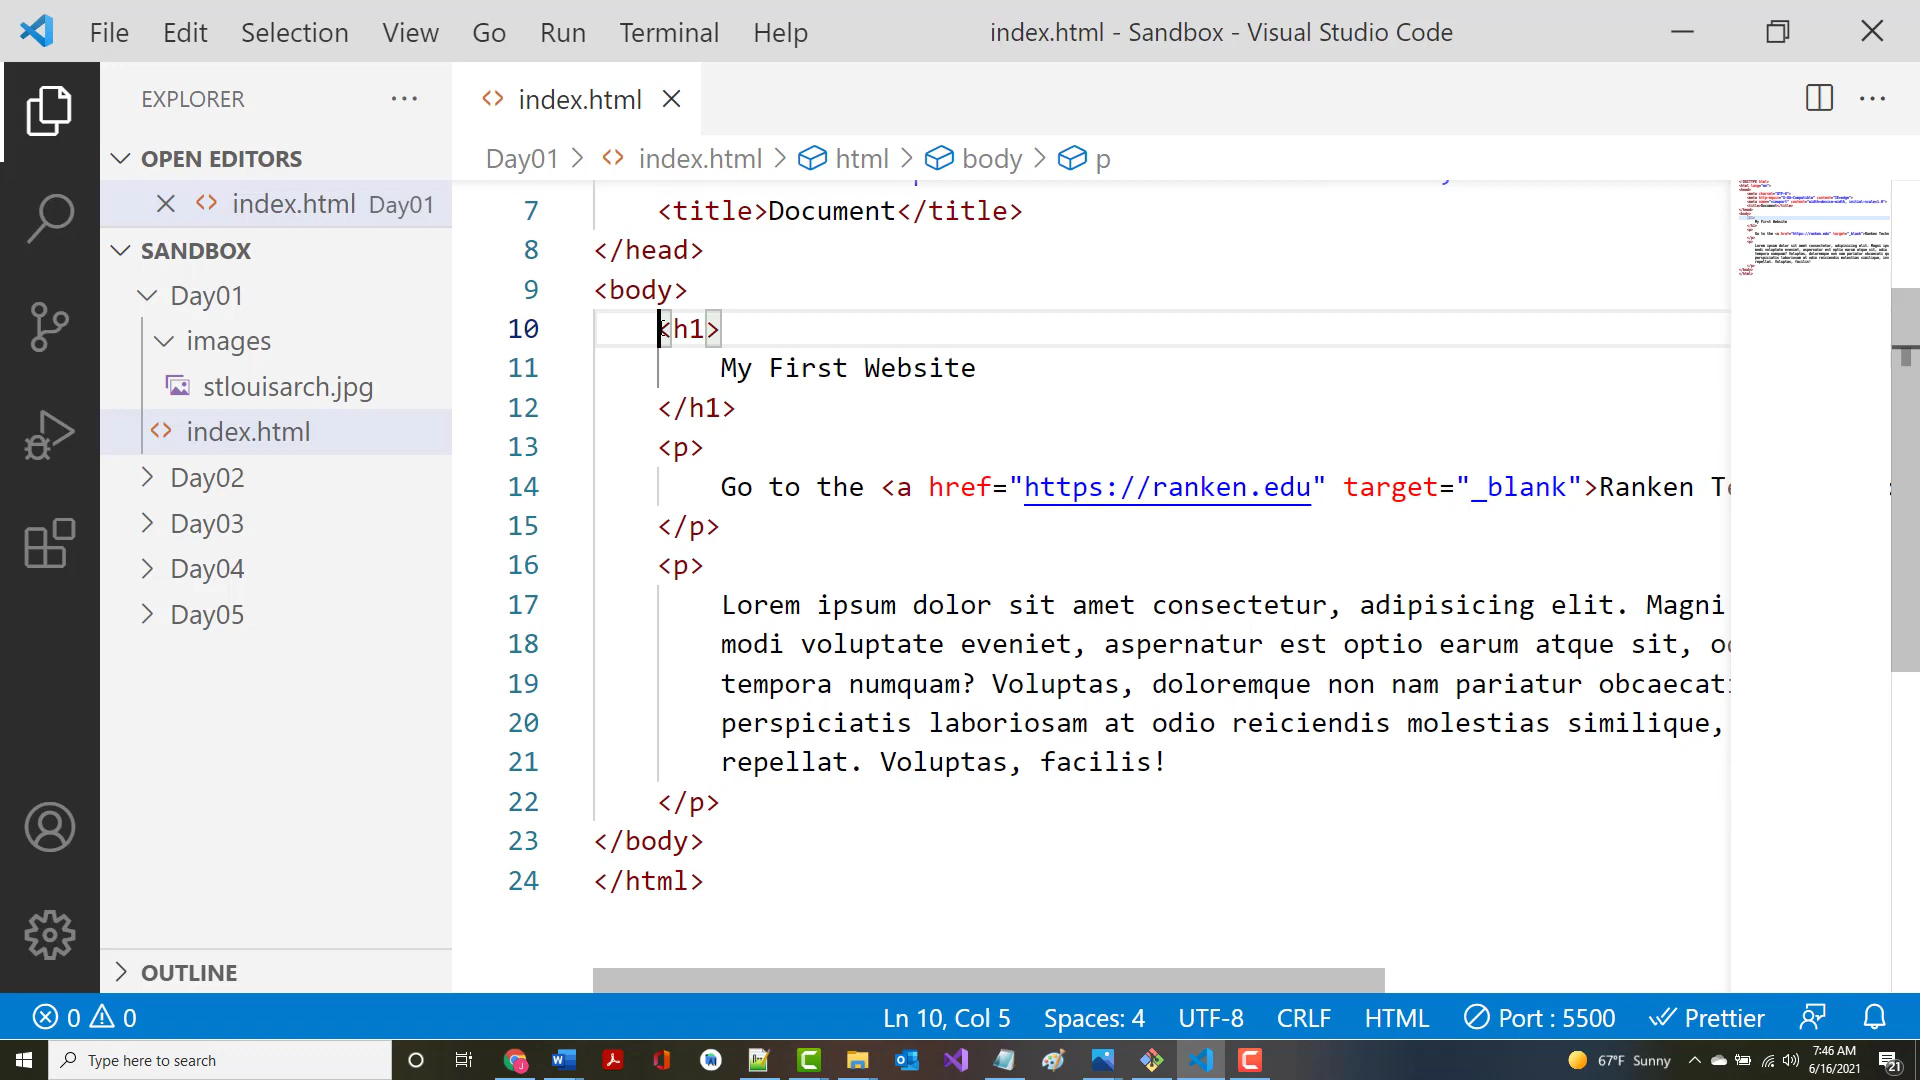 File Edit Selection View Go Run Terminal Help index.html - Sandbox - Visual Studio Code
EXPLORER
index.html
OPEN EDITORS
index.html Day01
Day01 > index.html > html > body > p
SANDBOX
Day01
images
stlouisarch.jpg
index.html
Day02
Day03
Day04
Day05
OUTLINE
7 <title>Document</title>
8 </head>
9 <body>
10 <h1>
11 My First Website
12 </h1>
13 <p>
14 Go to the <a href="https://ranken.edu" target="_blank">Ranken
15 </p>
16 <p>
17 Lorem ipsum dolor sit amet consectetur, adipisicing elit. Magni
18 modi voluptate eveniet, aspernatur est optio earum atque sit,
19 tempora numquam? Voluptas, doloremque non nam pariatur obcaecat
20 perspiciatis laboriosam at odio reiciendis molestias similique,
21 repellat. Voluptas, facilis!
22 </p>
23 </body>
24 </html>
0 0 Ln 10, Col 5 Spaces: 4 UTF-8 CRLF HTML Port : 5500 Prettier
Type here to search
67°F Sunny
7:46 AM
6/16/2021
21